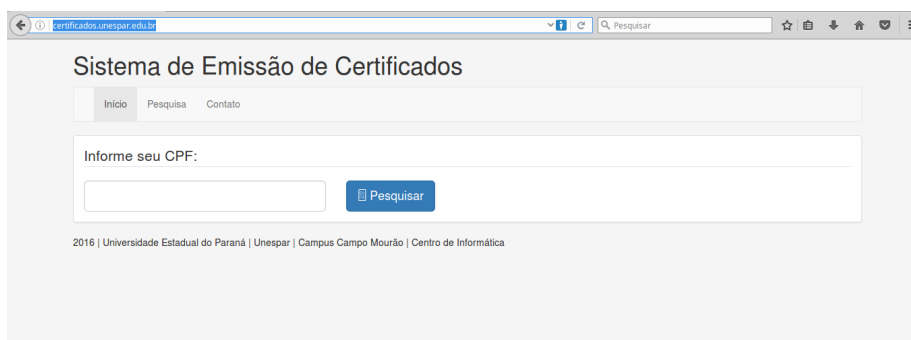 certificados.unespar.edu.br
Pesquisar
Sistema de Emissão de Certificados
Início Pesquisa Contato
Informe seu CPF:
Pesquisar
2016 | Universidade Estadual do Paraná | Unespar | Campus Campo Mourão | Centro de Informática